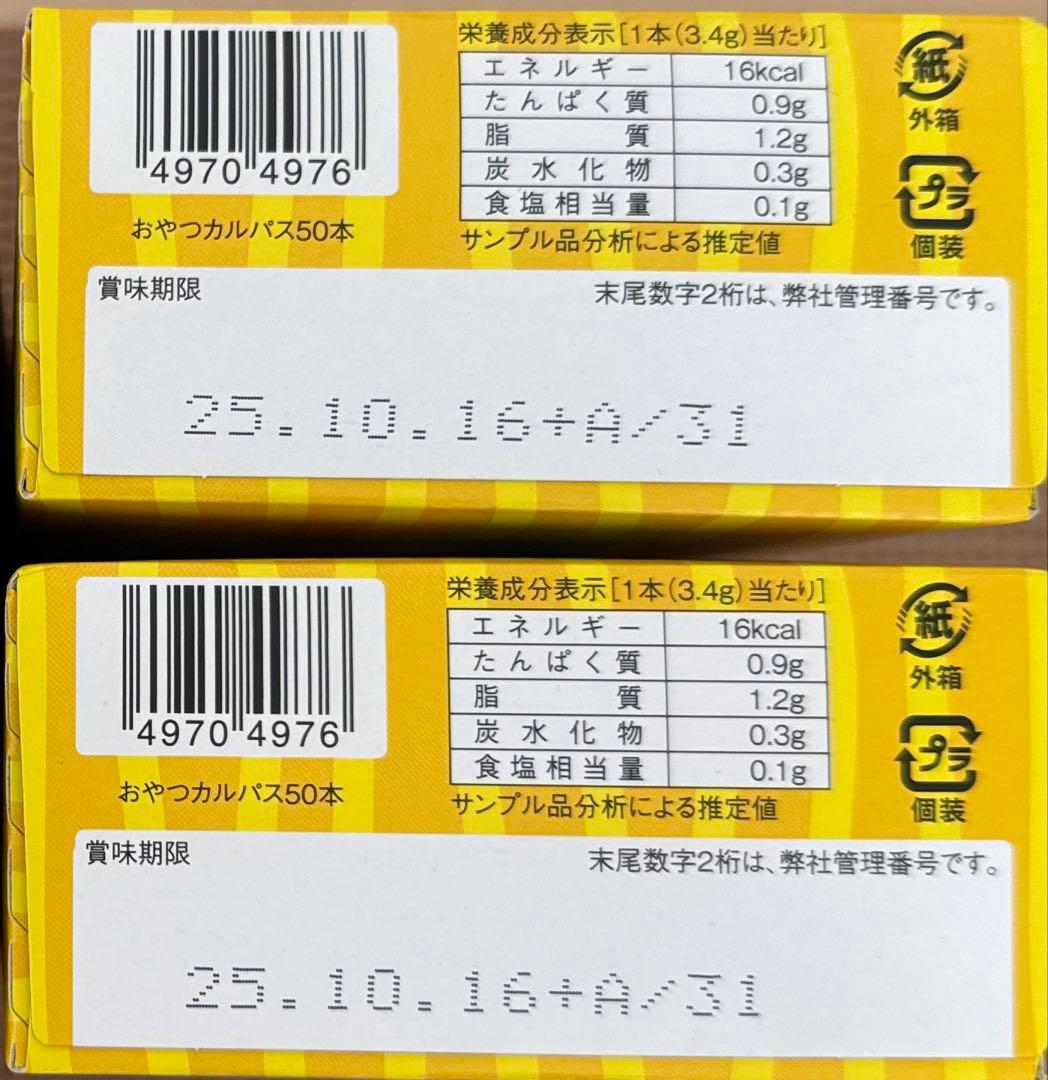 栄養成分表示[1本(3.4g)当たり]
エネルギー 16kcal
たんぱく質 0.9g
脂質 1.2g
炭水化物 0.3g
食塩相当量 0.1g
サンプル品分析による推定値
4970 4976
おやつカルパス50本
紙
外箱
プラ
個装
賞味期限
末尾数字2桁は、弊社管理番号です。
25.10.16+A/31
栄養成分表示[1本(3.4g)当たり]
エネルギー 16kcal
たんぱく質 0.9g
脂質 1.2g
炭水化物 0.3g
食塩相当量 0.1g
サンプル品分析による推定値
4970 4976
おやつカルパス50本
紙
外箱
プラ
個装
賞味期限
末尾数字2桁は、弊社管理番号です。
25.10.16+A/31